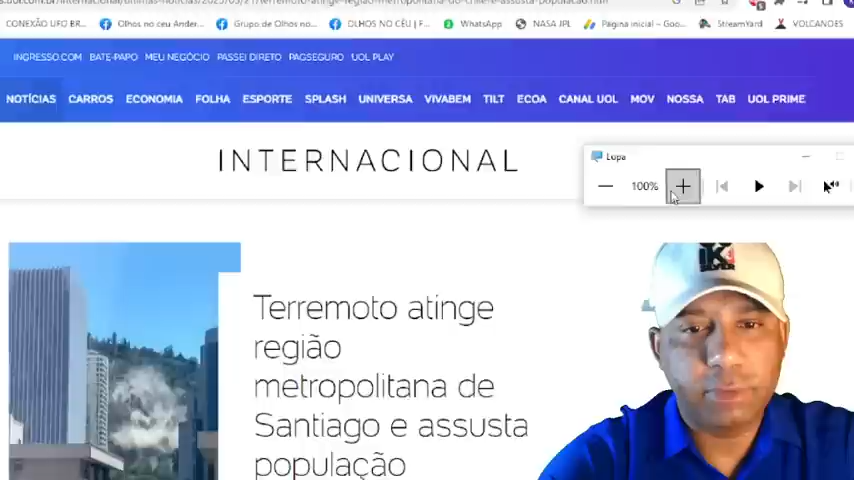 CONEXÃO UFO BR...
Olhos no ceu Ander...
Grupo de Olhos no...
OLHOS NO CÉU | F...
WhatsApp
NASA JPL
Página inicial – Goo...
StreamYard
VOLCANOES
INGRESSO.COM BATE-PAPO MEU NEGÓCIO PASSEI DIRETO PAGSEGURO UOL PLAY
NOTÍCIAS CARROS ECONOMIA FOLHA ESPORTE SPLASH UNIVERSA VIVABEM TILT ECOA CANAL UOL MOV NOSSA TAB UOL PRIME
INTERNACIONAL
Lupa
100%
Terremoto atinge
região
metropolitana de
Santiago e assusta
população